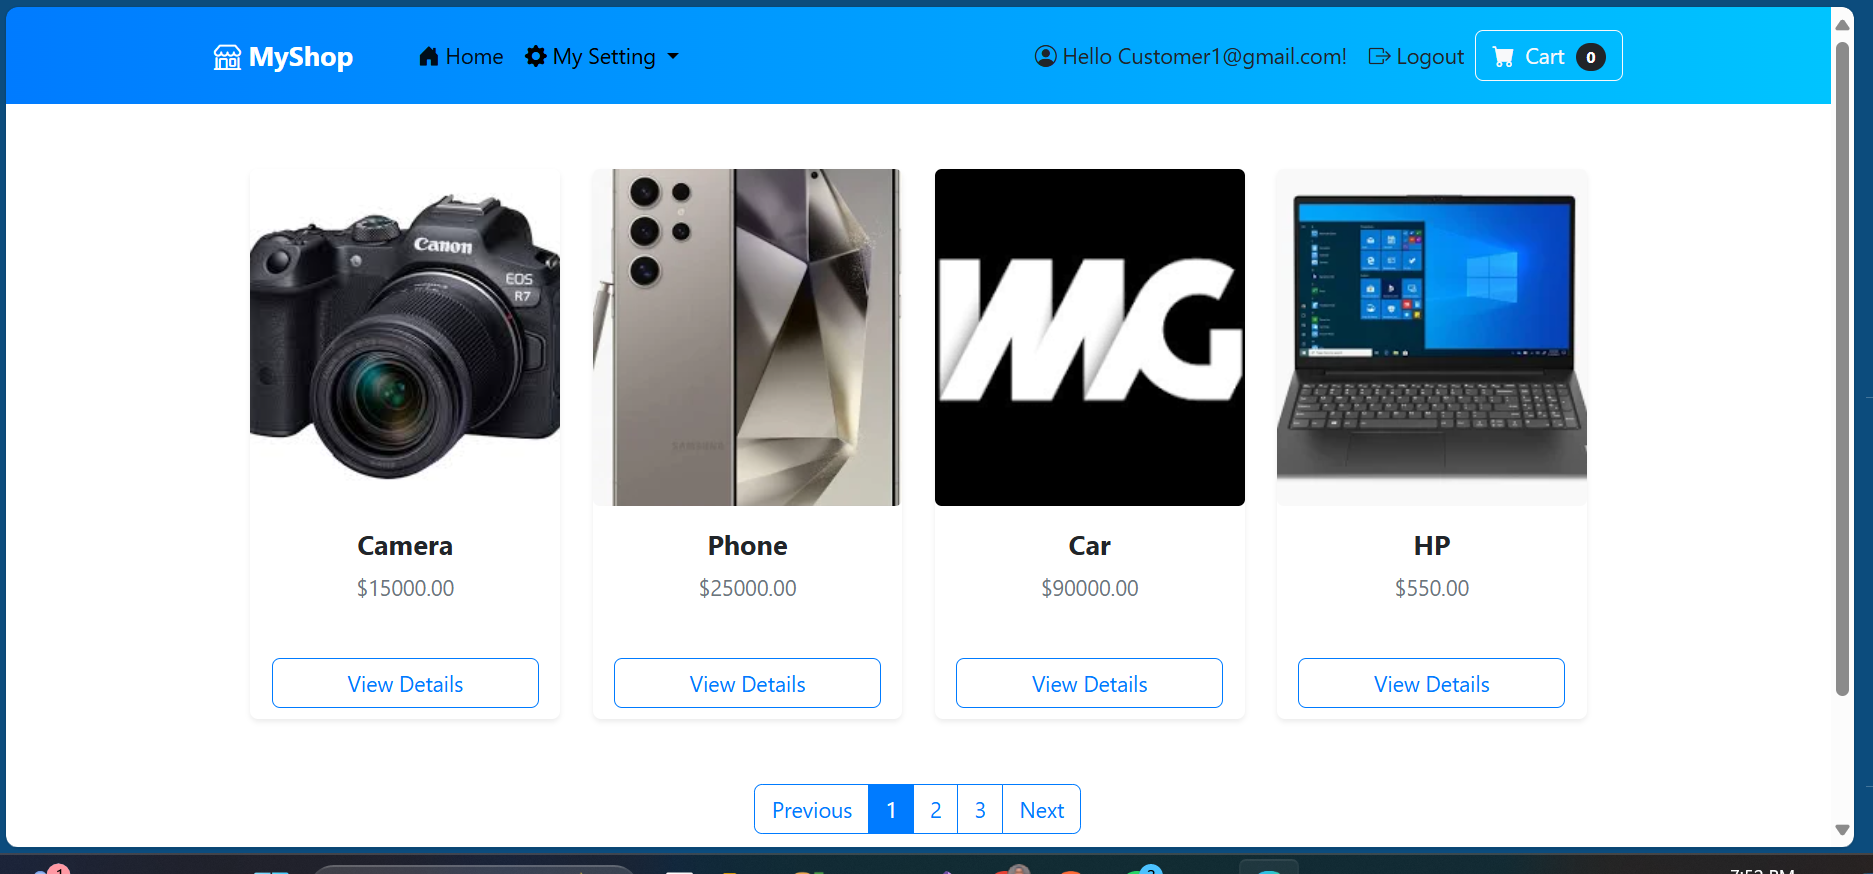 MyShop
Home
My Setting
Hello Customer1@gmail.com!
Logout
Cart 0
Canon
EOS
R7
SAMSUNG
MG
Camera
Phone
Car
HP
$15000.00
$25000.00
$90000.00
$550.00
View Details
View Details
View Details
View Details
Previous 1 2 3 Next